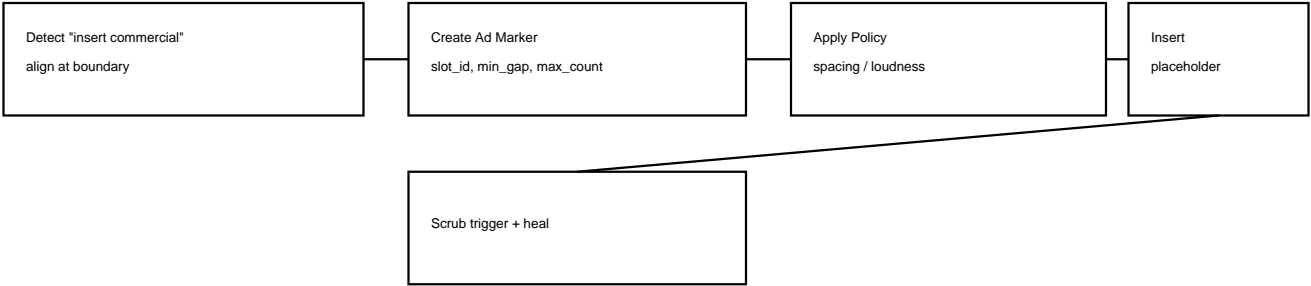 Detect "insert commercial"
align at boundary
Create Ad Marker
slot_id, min_gap, max_count
Apply Policy
spacing / loudness
Insert
placeholder
Scrub trigger + heal